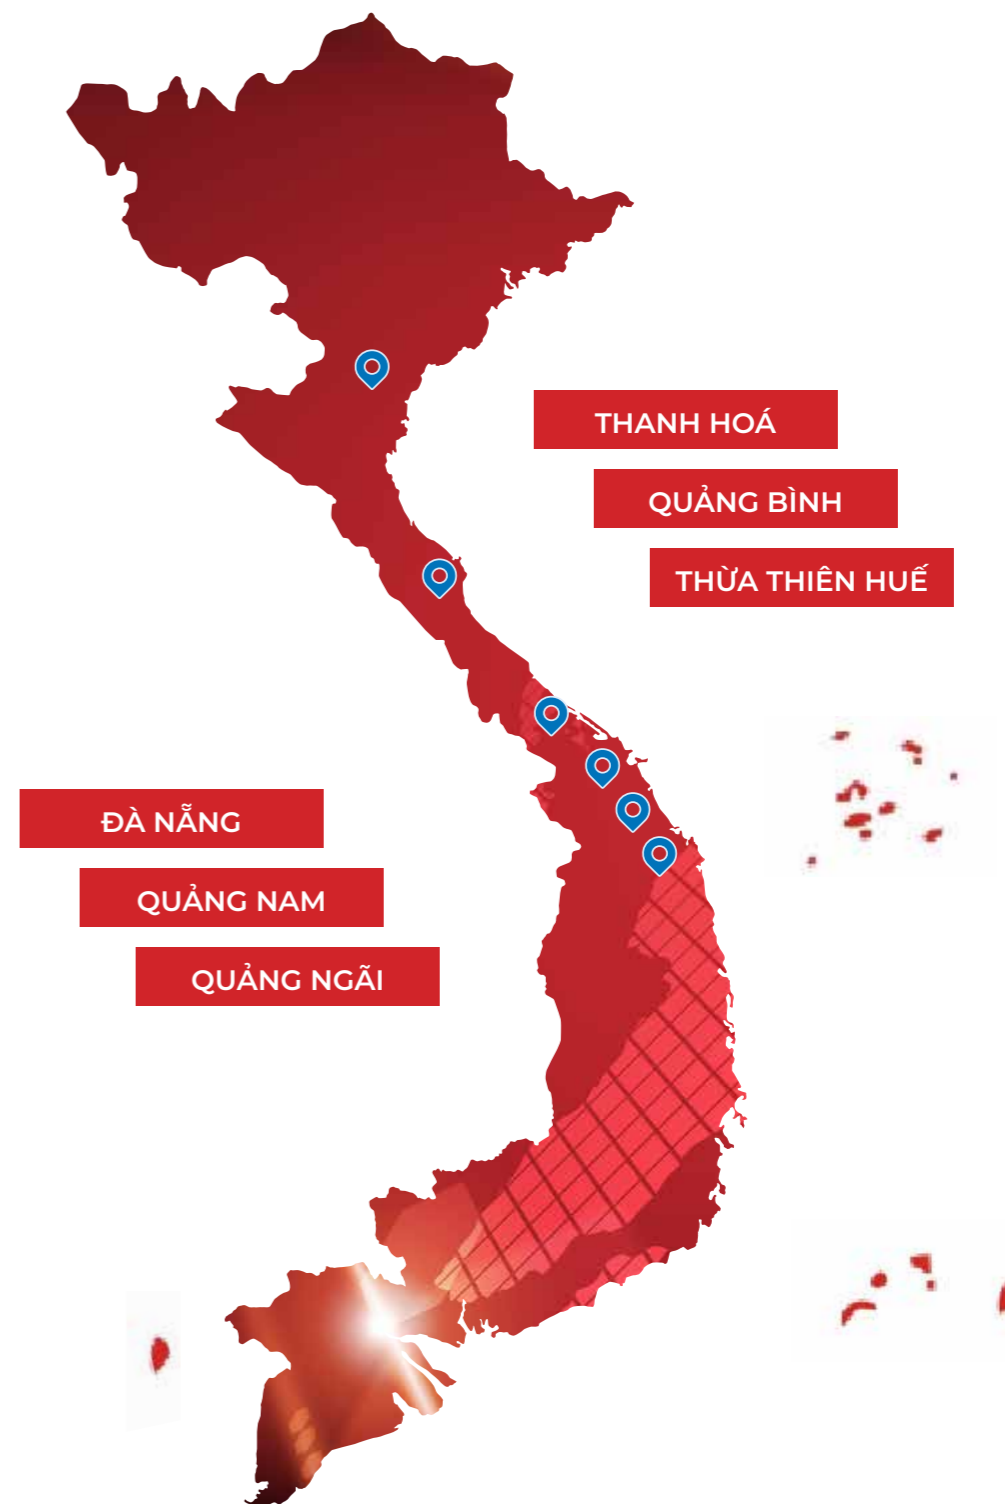 THANH HOÁ
QUẢNG BÌNH
THỪA THIÊN HUẾ
ĐÀ NẴNG
QUẢNG NAM
QUẢNG NGÃI